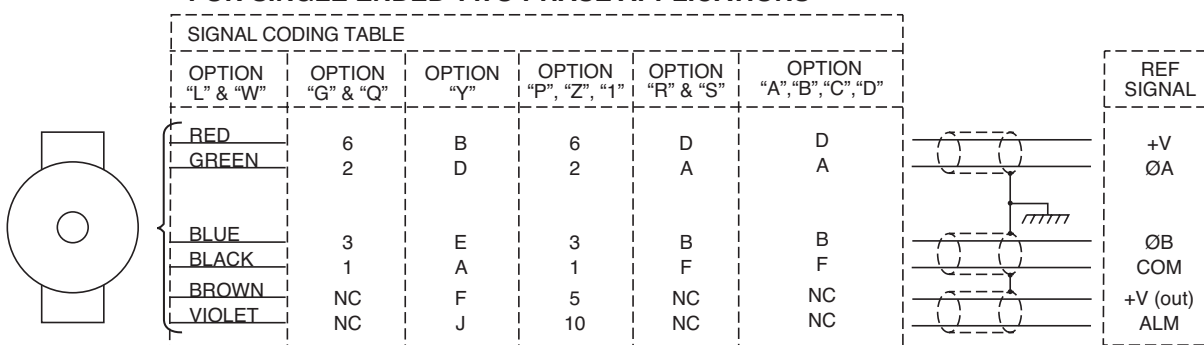 FOR SINGLE ENDED TWO PHASE APPLICATIONS
SIGNAL CODING TABLE
OPTION "L" & "W" OPTION "G" & "Q" OPTION "Y" OPTION "P", "Z", "1" OPTION "R" & "S" OPTION "A","B","C","D" REF SIGNAL
RED 6 B 6 D D +V
GREEN 2 D 2 A A ØA
BLUE 3 E 3 B B ØB
BLACK 1 A 1 F F COM
BROWN NC F 5 NC NC +V (out)
VIOLET NC J 10 NC NC ALM